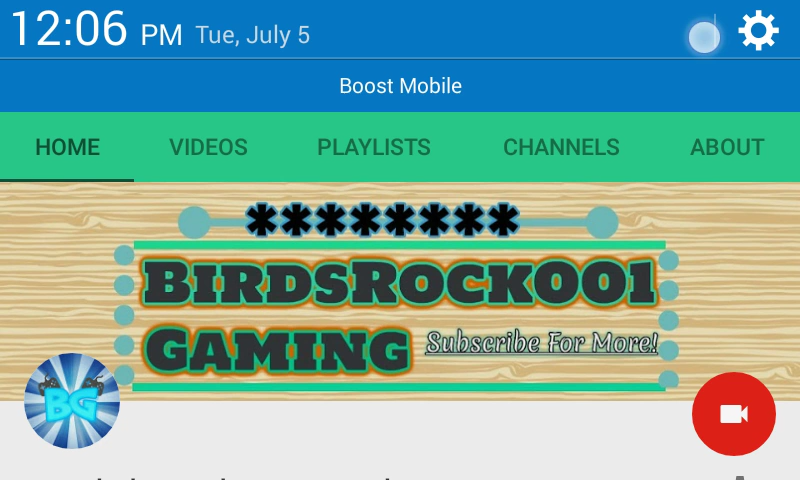 12:06 PM Tue, July 5
Boost Mobile
HOME VIDEOS PLAYLISTS CHANNELS ABOUT
********
BIRDSROCK001
GAMING Subscribe For More!
BG